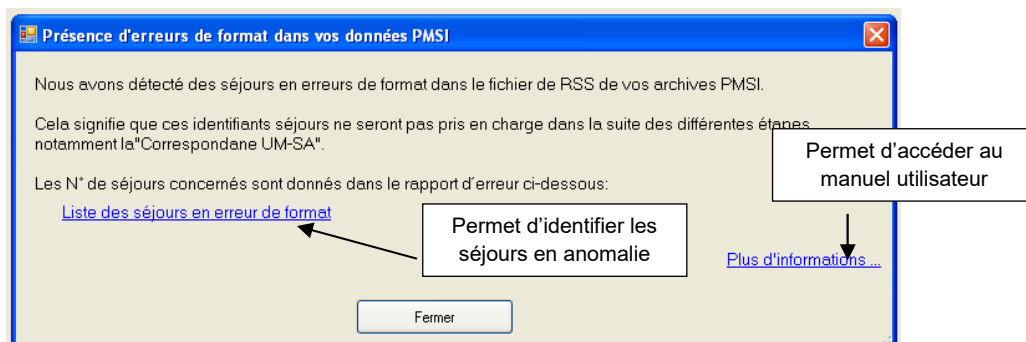 Présence d'erreurs de format dans vos données PMSI
Nous avons détecté des séjours en erreurs de format dans le fichier de RSS de vos archives PMSI.
Cela signifie que ces identifiants séjours ne seront pas pris en charge dans la suite des différentes étapes
notamment la"Correspondane UM-SA".
Permet d'accéder au
manuel utilisateur
Les N° de séjours concernés sont donnés dans le rapport d'erreur ci-dessous:
Liste des séjours en erreur de format
Permet d'identifier les
séjours en anomalie
Plus d'informations ...
Fermer